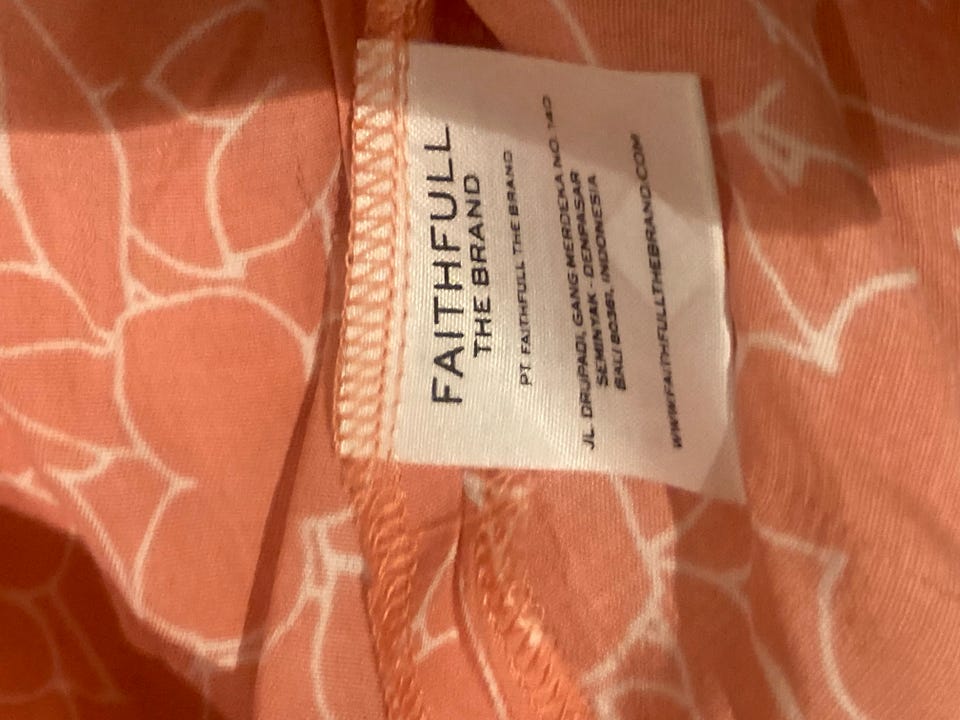 FAITHFULL
THE BRAND
PT FAITHFULL THE BRAND
JL. DRUPADI, GANG MERDEKA NO. 14D
SEMINYAK - DENPASAR
BALI 80361, INDONESIA
WWW.FAITHFULLTHEBRAND.COM